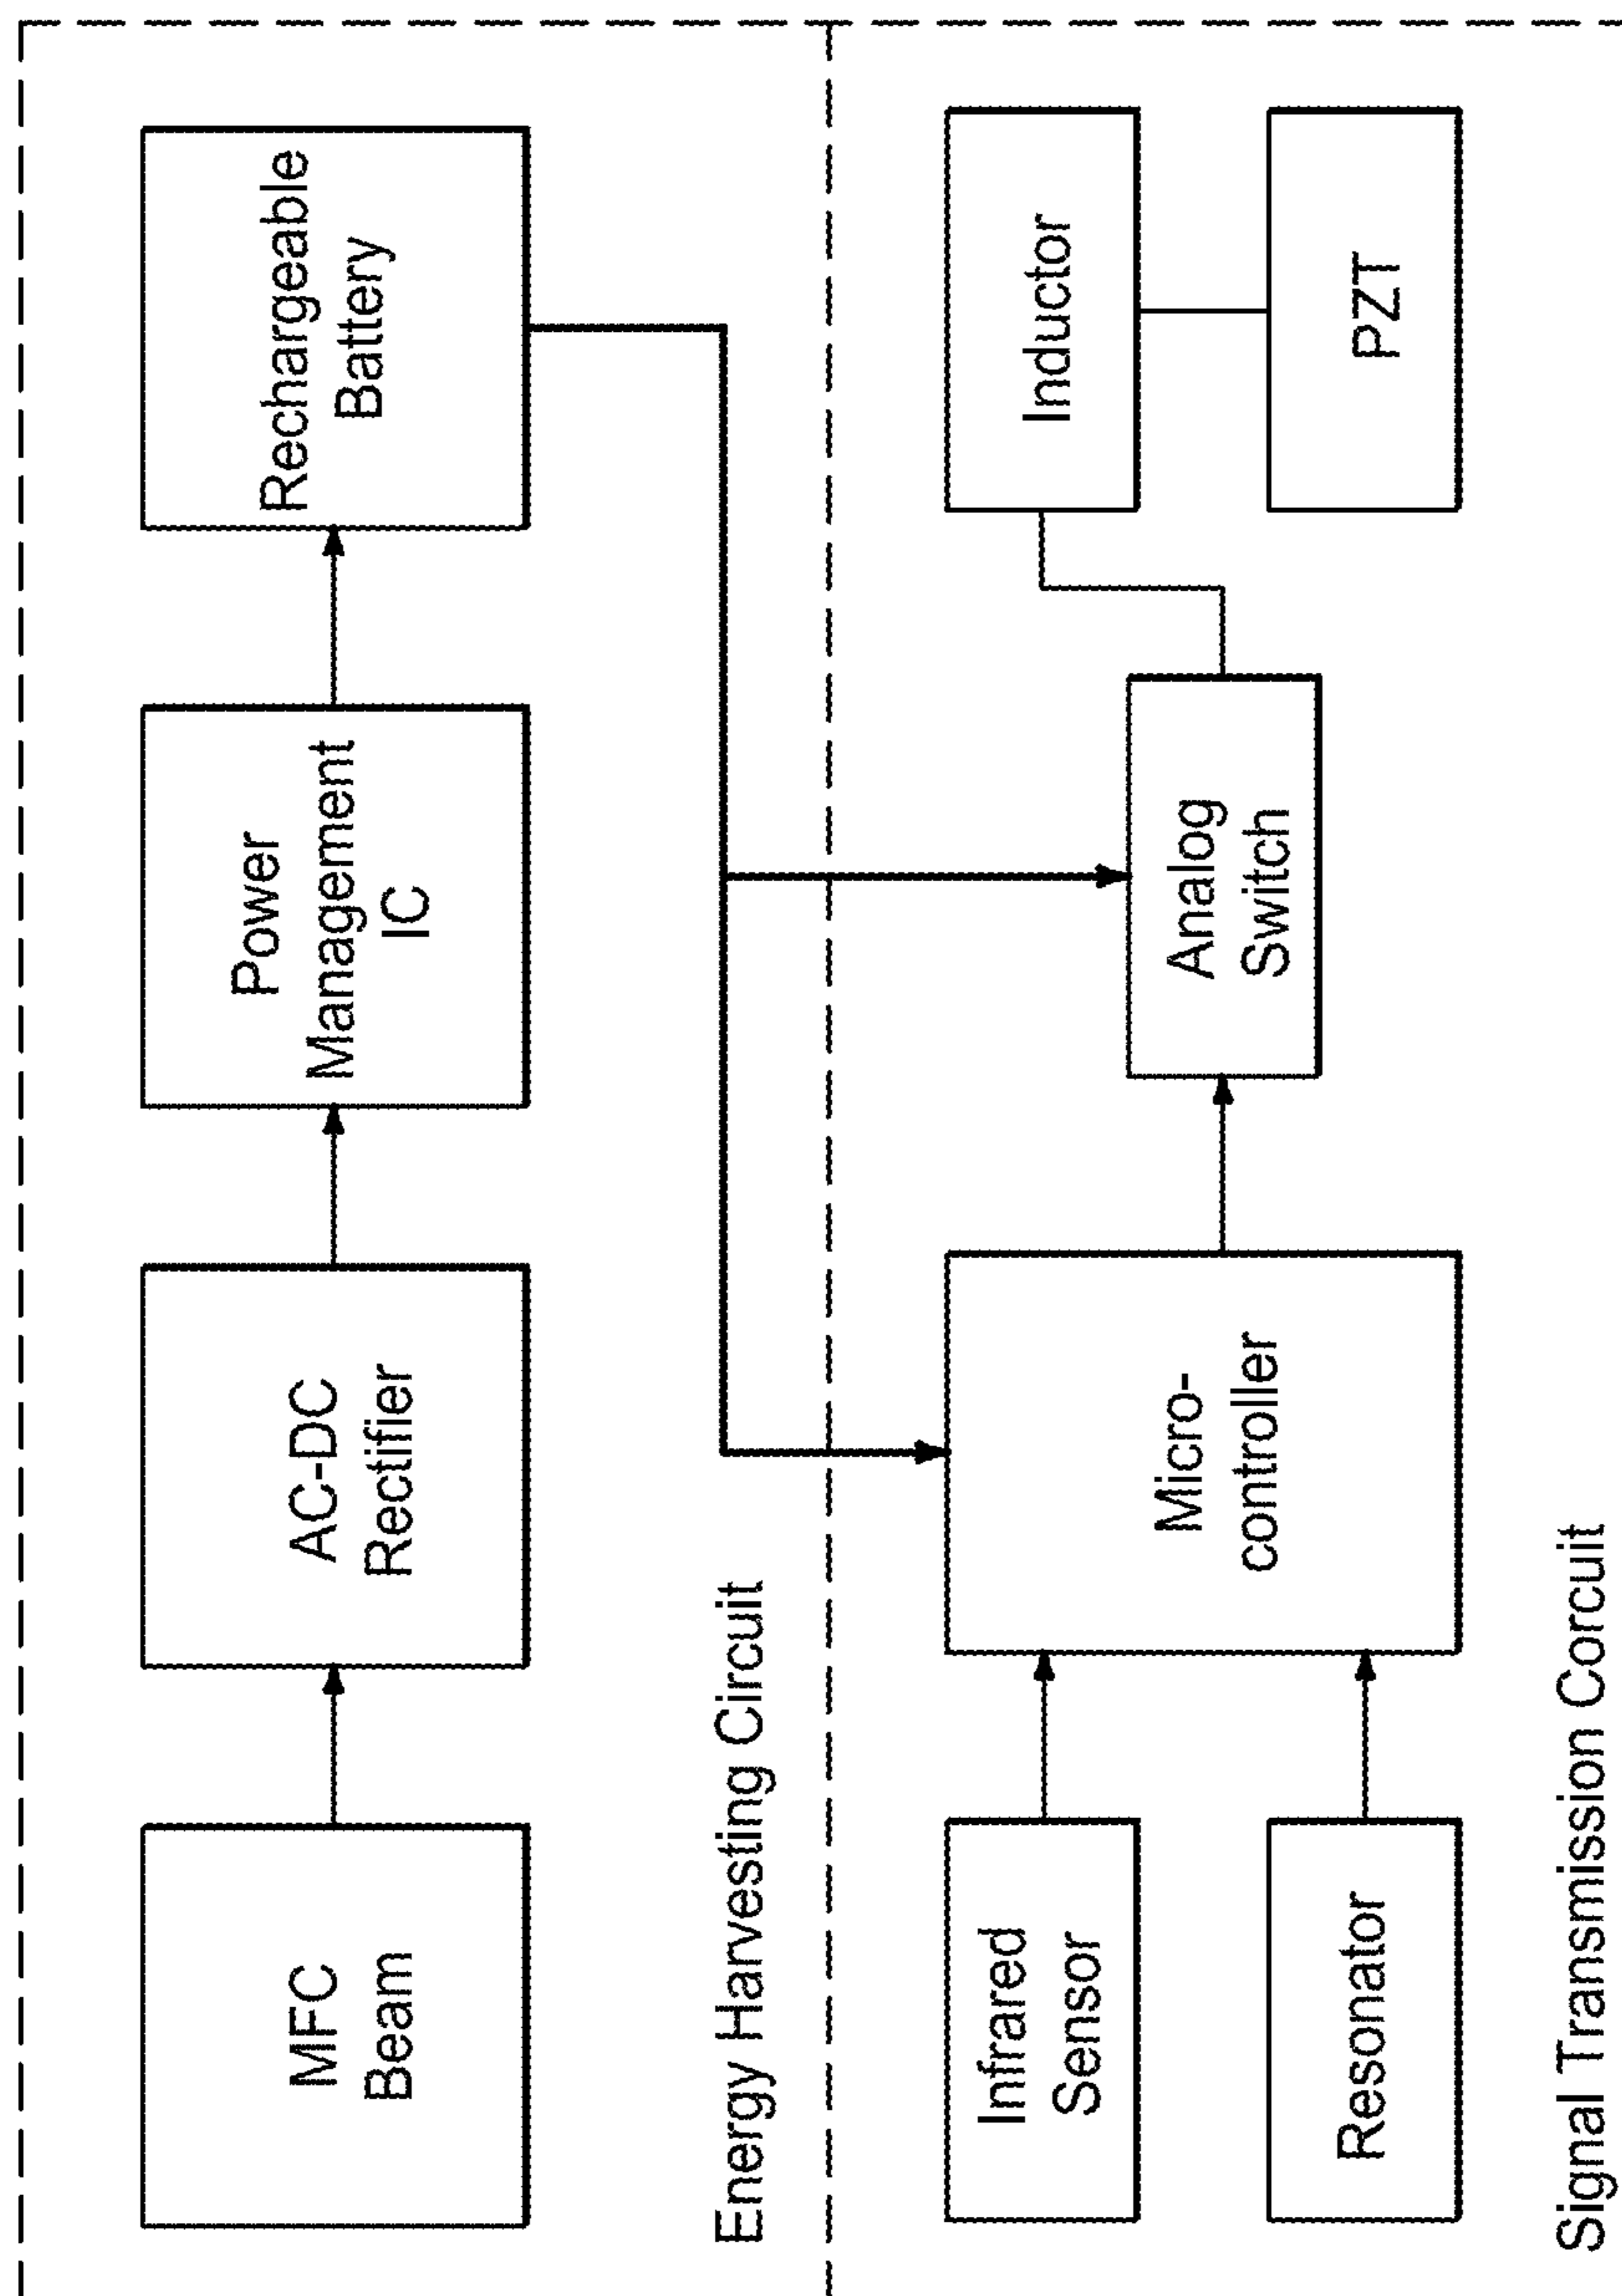 MFC
Beam
AC-DC
Rectifier
Power
Management
IC
Rechargeable
Battery
Energy Harvesting Circuit
Infrared
Sensor
Resonator
Micro-
controller
Analog
Switch
Inductor
PZT
Signal Transmission Corcuit